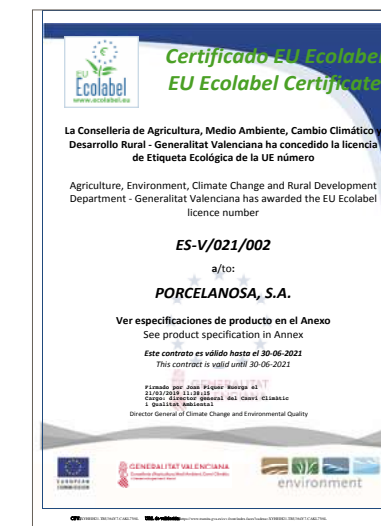 EU
Ecolabel
www.ecolabel.eu
Certificado EU Ecolabel
EU Ecolabel Certificate
La Conselleria de Agricultura, Medio Ambiente, Cambio Climático y
Desarrollo Rural - Generalitat Valenciana ha concedido la licencia
de Etiqueta Ecológica de la UE número
Agriculture, Environment, Climate Change and Rural Development
Department - Generalitat Valenciana has awarded the EU Ecolabel
licence number
ES-V/021/002
a/to:
PORCELANOSA, S.A.
Ver especificaciones de producto en el Anexo
See product specification in Annex
Este contrato es válido hasta el 30-06-2021
This contract is valid until 30-06-2021
GENERALITAT
Firmado por Joan Piquer Huerga el
21/03/2019 11:38:15
Cargo: director general del Canvi Climàtic
i Qualitat Ambiental
Director General of Climate Change and Environmental Quality
EUROPEAN
COMMISSION
GENERALITAT VALENCIANA
environment